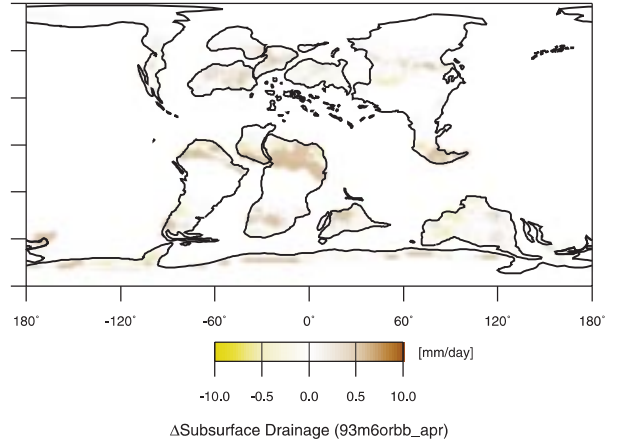 180˚ -120˚ -60˚ 0˚ 60˚ 120˚ 180˚
[mm/day]
-10.0 -0.5 0.0 0.5 10.0
ΔSubsurface Drainage (93m6orbb_apr)